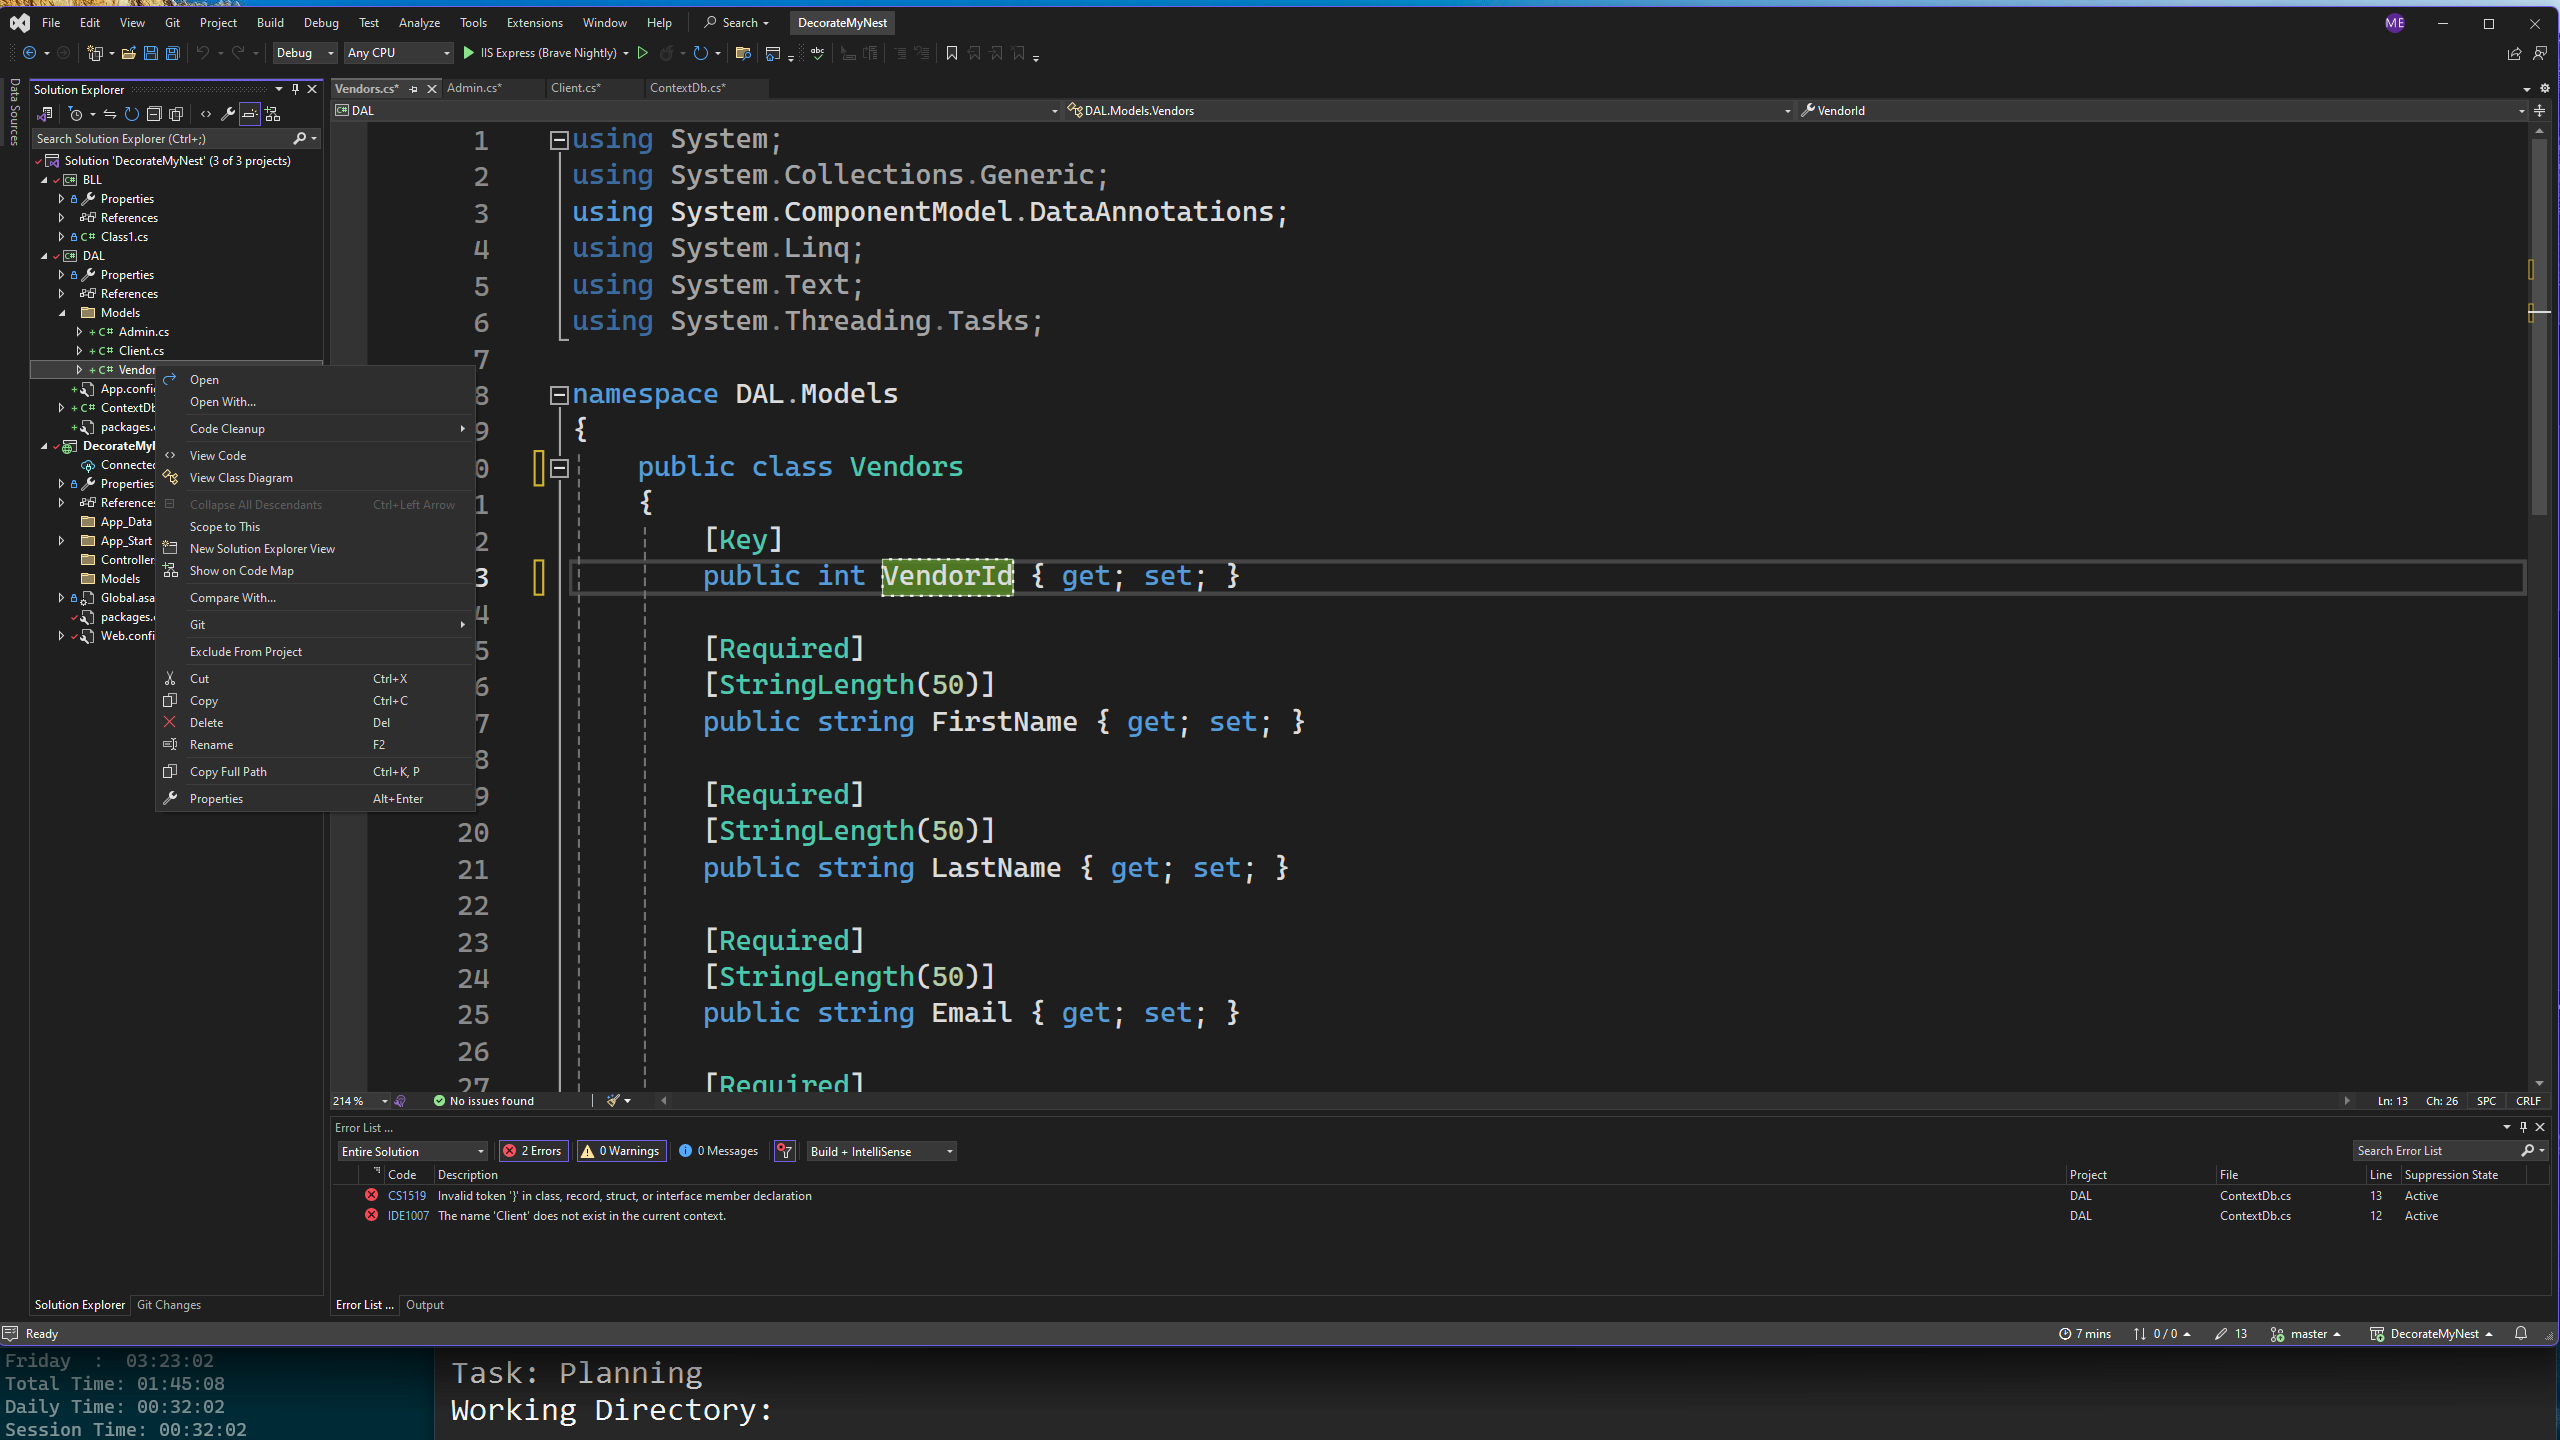 File Edit View Git Project Build Debug Test Analyze Tools Extensions Window Help Search DecorateMyNest ME
Debug Any CPU IIS Express (Brave Nightly)
Data Sources
Solution Explorer
Search Solution Explorer (Ctrl+;)
Solution 'DecorateMyNest' (3 of 3 projects)
BLL
Properties
References
C# Class1.cs
DAL
Properties
References
Models
C# Admin.cs
C# Client.cs
C# Vendor
App.config
C# ContextDb
packages.
DecorateMyN
Connected
Properties
References
App_Data
App_Start
Controller
Models
Global.asa
packages.
Web.confi
Open
Open With...
Code Cleanup
View Code
View Class Diagram
Collapse All Descendants Ctrl+Left Arrow
Scope to This
New Solution Explorer View
Show on Code Map
Compare With...
Git
Exclude From Project
Cut Ctrl+X
Copy Ctrl+C
Delete Del
Rename F2
Copy Full Path Ctrl+K, P
Properties Alt+Enter
Solution Explorer Git Changes
Vendors.cs* Admin.cs* Client.cs* ContextDb.cs*
C# DAL DAL.Models.Vendors VendorId
1 using System;
2 using System.Collections.Generic;
3 using System.ComponentModel.DataAnnotations;
4 using System.Linq;
5 using System.Text;
6 using System.Threading.Tasks;
7
8 namespace DAL.Models
9 {
0 public class Vendors
1 {
2 [Key]
3 public int VendorId { get; set; }
4
5 [Required]
6 [StringLength(50)]
7 public string FirstName { get; set; }
8
9 [Required]
20 [StringLength(50)]
21 public string LastName { get; set; }
22
23 [Required]
24 [StringLength(50)]
25 public string Email { get; set; }
26
27 [Required]
214 % No issues found Ln: 13 Ch: 26 SPC CRLF
Error List ...
Entire Solution 2 Errors 0 Warnings 0 Messages Build + IntelliSense Search Error List
Code Description Project File Line Suppression State
CS1519 Invalid token '}' in class, record, struct, or interface member declaration DAL ContextDb.cs 13 Active
IDE1007 The name 'Client' does not exist in the current context. DAL ContextDb.cs 12 Active
Error List ... Output
Ready 7 mins 0 / 0 13 master DecorateMyNest
Friday : 03:23:02
Total Time: 01:45:08
Daily Time: 00:32:02
Session Time: 00:32:02
Task: Planning
Working Directory: